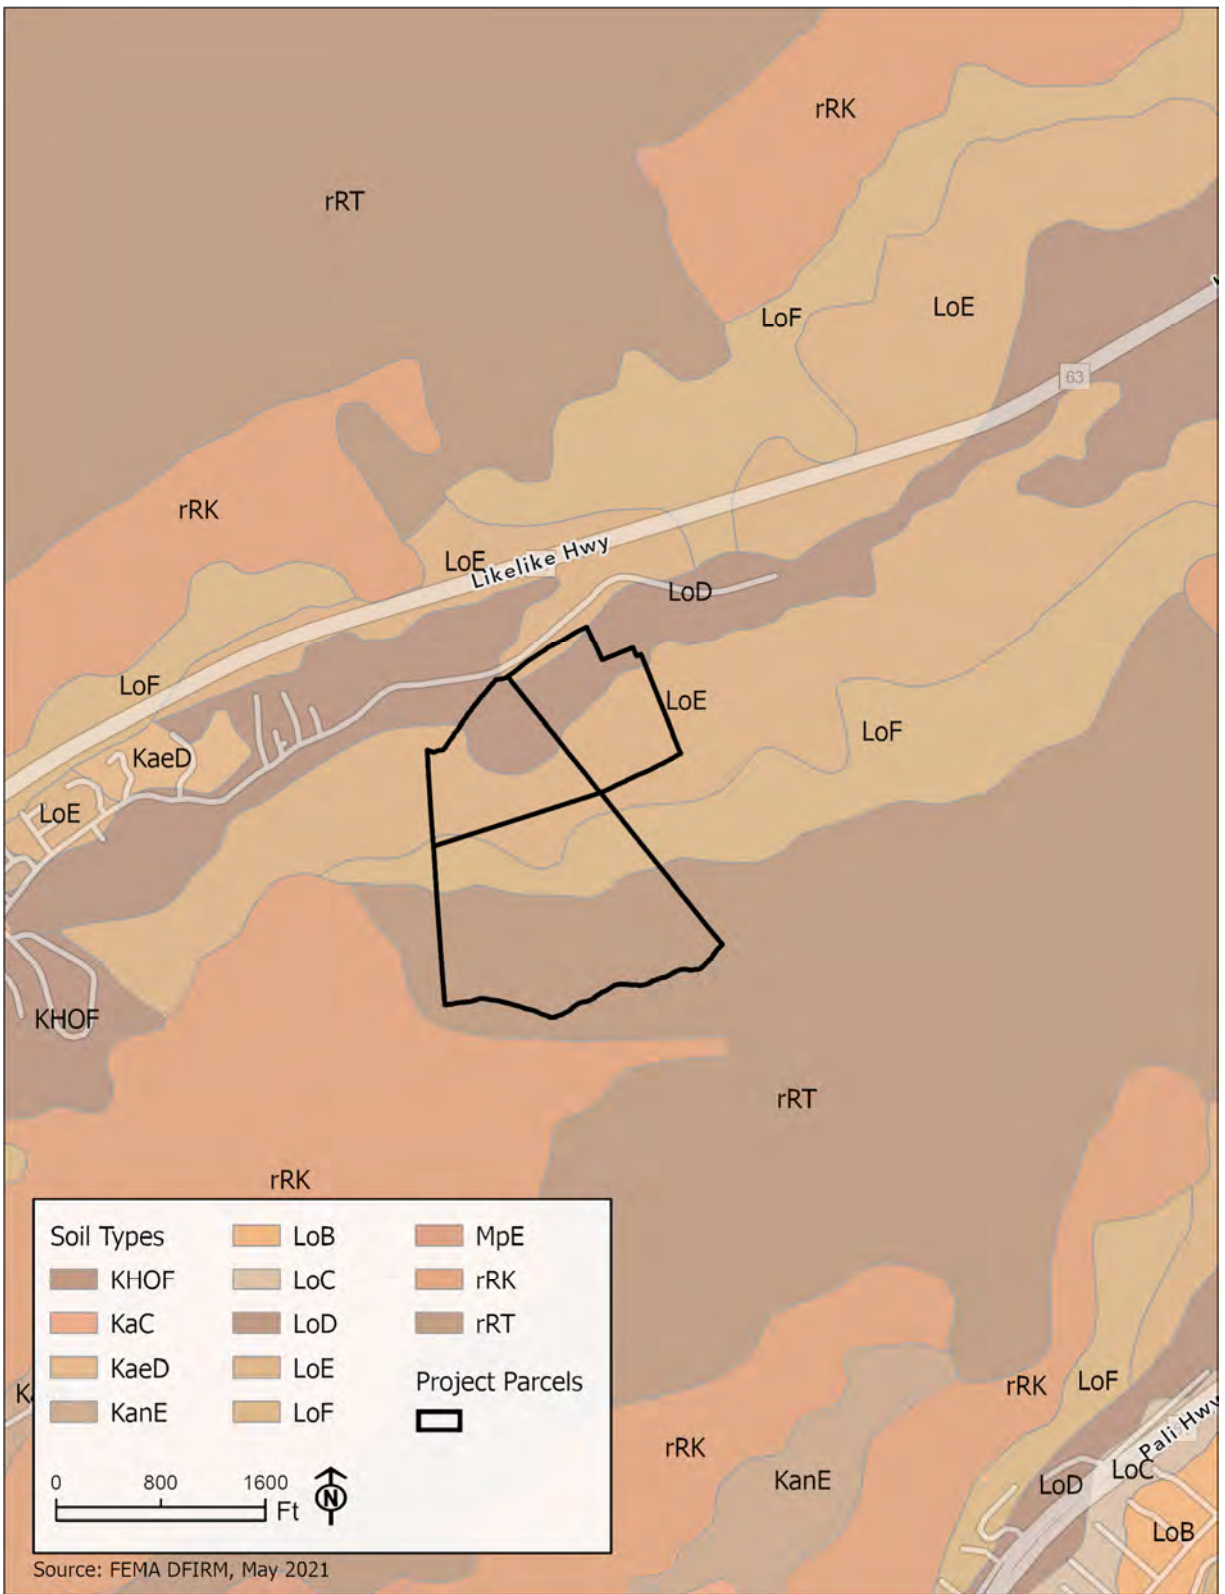 rRK
rRT
LoE
LoF
63
rRK
LoE
Likelike Hwy
LoD
LoF
LoE
LoF
KaeD
LoE
KHOF
rRT
rRK
Soil Types
KHOF
KaC
KaeD
KanE
LoB
LoC
LoD
LoE
LoF
MpE
rRK
rRT
Project Parcels
0 800 1600
Ft
N
rRK
LoF
rRK
Pali Hwy
KanE
LoD
LoC
LoB
Source: FEMA DFIRM, May 2021